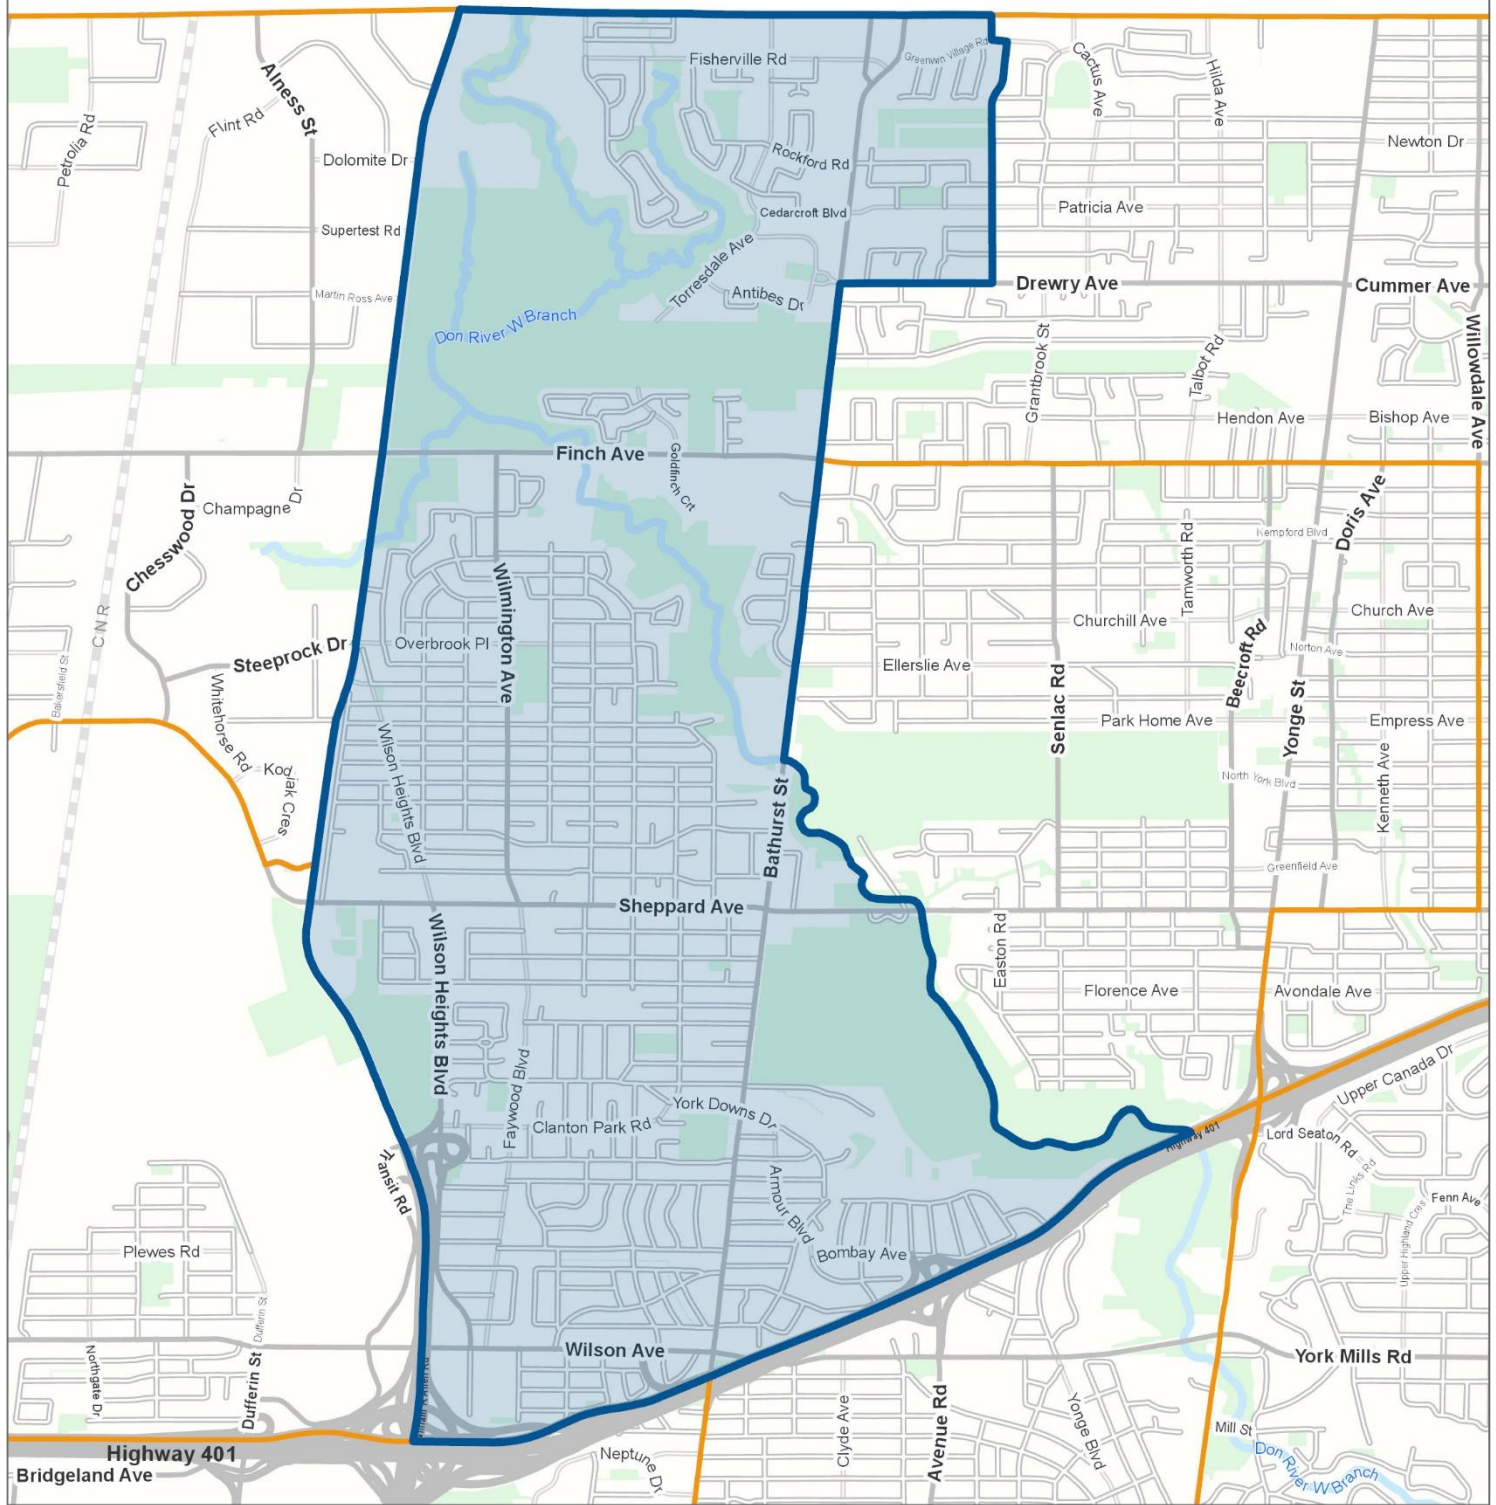 Fisherville Rd
Greenwin Village Rd
Cactus Ave
Hilda Ave
Alness St
Flint Rd
Petrolia Rd
Newton Dr
Dolomite Dr
Rockford Rd
Patricia Ave
Cedarcroft Blvd
Supertest Rd
Torresdale Ave
Antibes Dr
Drewry Ave
Cummer Ave
Martin Ross Ave
Don River W Branch
Grantbrook St
Talbot Rd
Willowdale Ave
Hendon Ave
Bishop Ave
Finch Ave
Goldfinch Crt
Chesswood Dr
Champagne Dr
Doris Ave
Kempford Blvd
Tamworth Rd
Wilmington Ave
CNR
Churchill Ave
Church Ave
Beecroft Rd
Norton Ave
Steeprock Dr
Overbrook Pl
Ellerslie Ave
Bakersfield St
Whitehorse Rd
Senlac Rd
Park Home Ave
Yonge St
Empress Ave
Wilson Heights Blvd
Kodiak Cres
North York Blvd
Kenneth Ave
Bathurst St
Greenfield Ave
Sheppard Ave
Wilson Heights Blvd
Easton Rd
Florence Ave
Avondale Ave
Faywood Blvd
York Downs Dr
Clanton Park Rd
Upper Canada Dr
Highway 401
Lord Seaton Rd
Transit Rd
Armour Blvd
The Links Rd
Fenn Ave
Upper Highland Cres
Plewes Rd
Bombay Ave
Dufferin St
Wilson Ave
York Mills Rd
Northgate Dr
Dufferin St
Clyde Ave
Avenue Rd
Yonge Blvd
Mill St
Highway 401
Bridgeland Ave
Neptune Dr
Don River W Branch